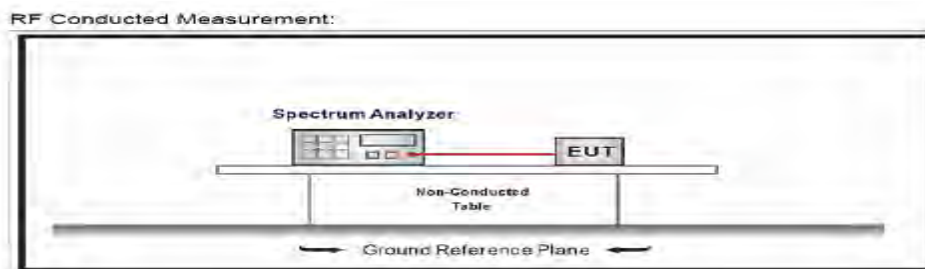 RF Conducted Measurement:
Spectrum Analyzer
EUT
Non-Conducted
Table
Ground Reference Plane